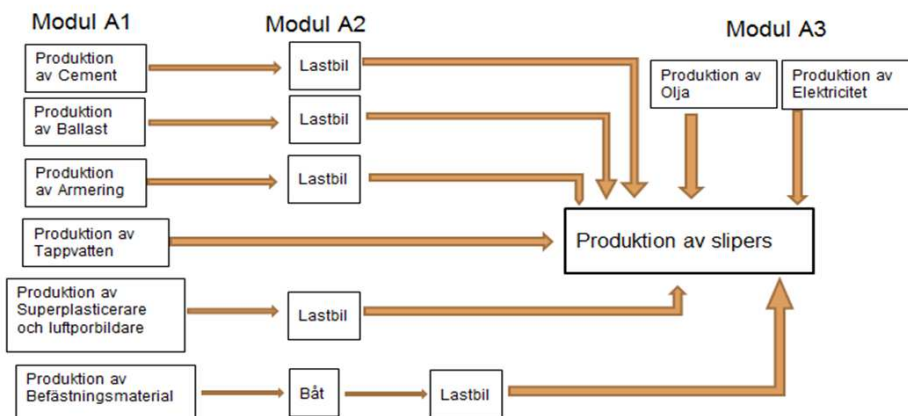 Modul A1
Modul A2
Modul A3
Produktion
av Cement
Lastbil
Produktion av
Olja
Produktion av
Elektricitet
Produktion
av Ballast
Lastbil
Produktion
av Armering
Lastbil
Produktion av
Tappvatten
Produktion av slipers
Produktion av
Superplasticerare
och luftporbildare
Lastbil
Produktion av
Befästningsmaterial
Båt
Lastbil